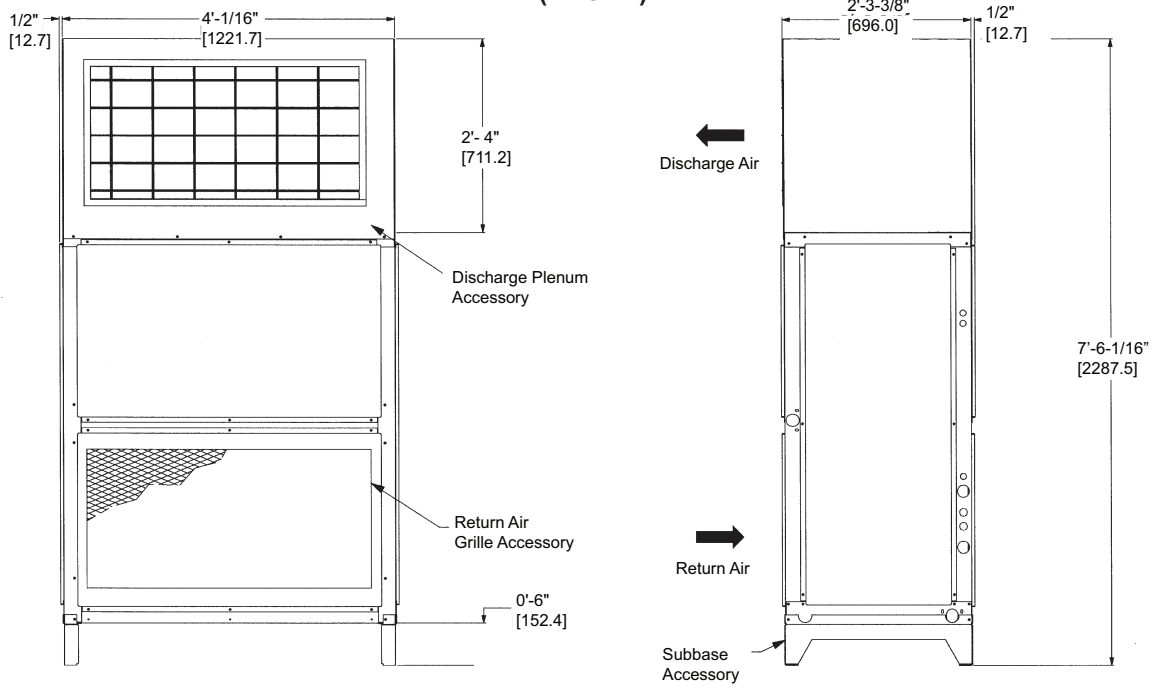 1/2"
[12.7]
4'-1/16"
[1221.7]
2'- 4"
[711.2]
Discharge Plenum
Accessory
Return Air
Grille Accessory
0'-6"
[152.4]
2'-3-3/8"
[696.0]
1/2"
[12.7]
Discharge Air
7'-6-1/16"
[2287.5]
Return Air
Subbase
Accessory